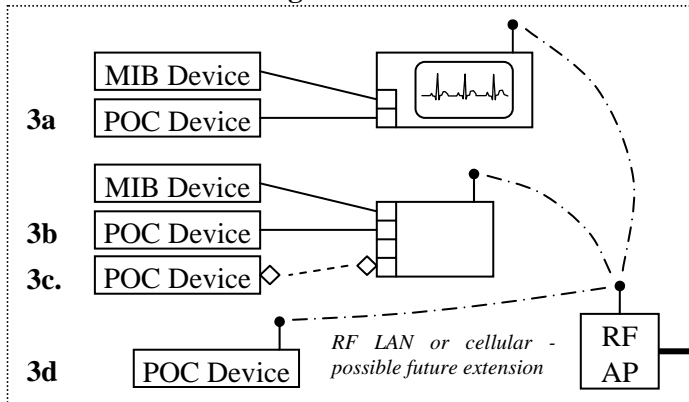 MIB Device
3a POC Device
MIB Device
3b POC Device
3c. POC Device
RF LAN or cellular -
possible future extension
RF
AP
3d POC Device